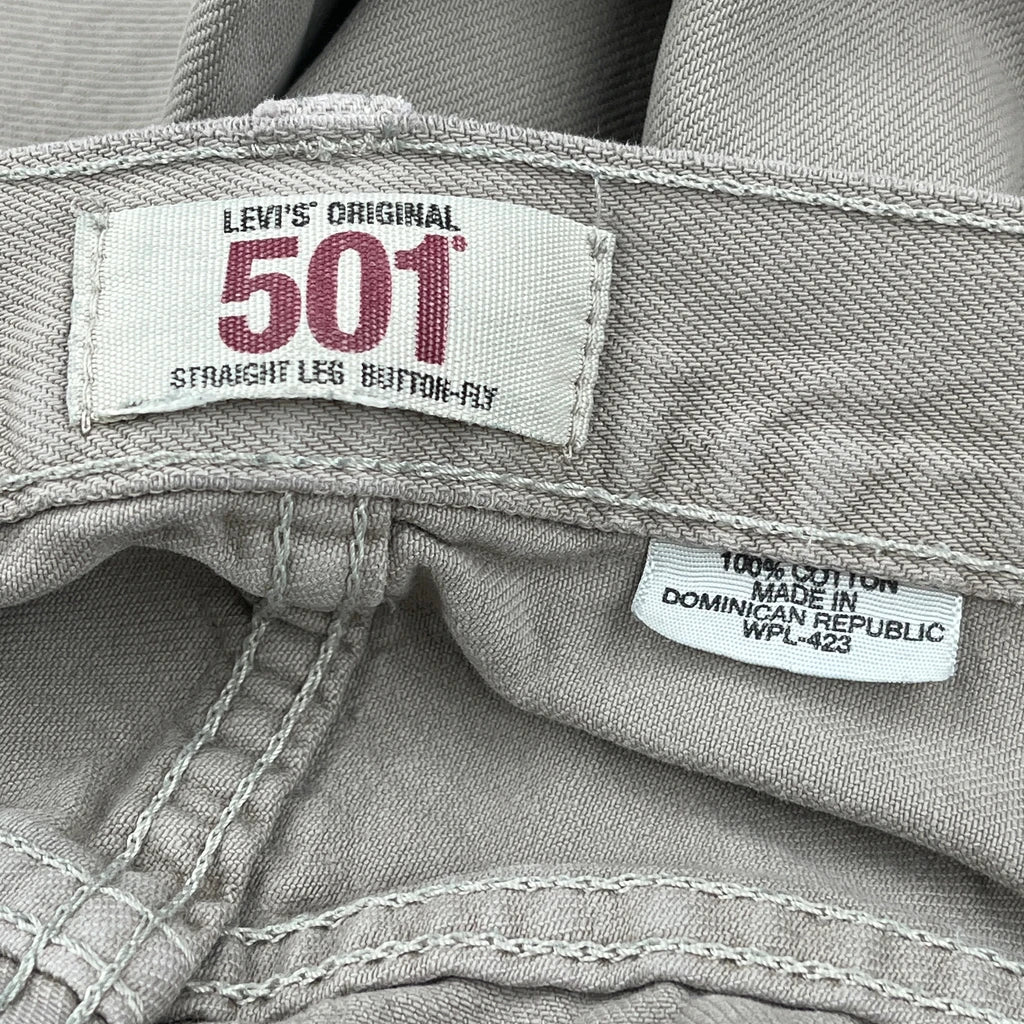 LEVI'S® ORIGINAL
501®
STRAIGHT LEG BUTTON-FLY
100% COTTON
MADE IN
DOMINICAN REPUBLIC
WPL-423